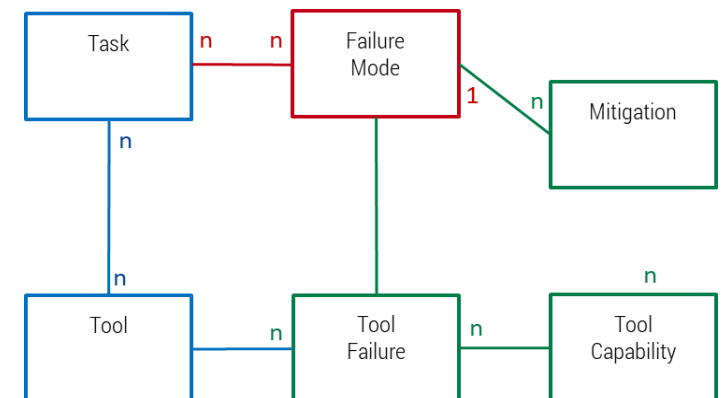 Task
n
n
Failure
Mode
1
n
Mitigation
n
n
n
Tool
n
Tool
Failure
n
Tool
Capability